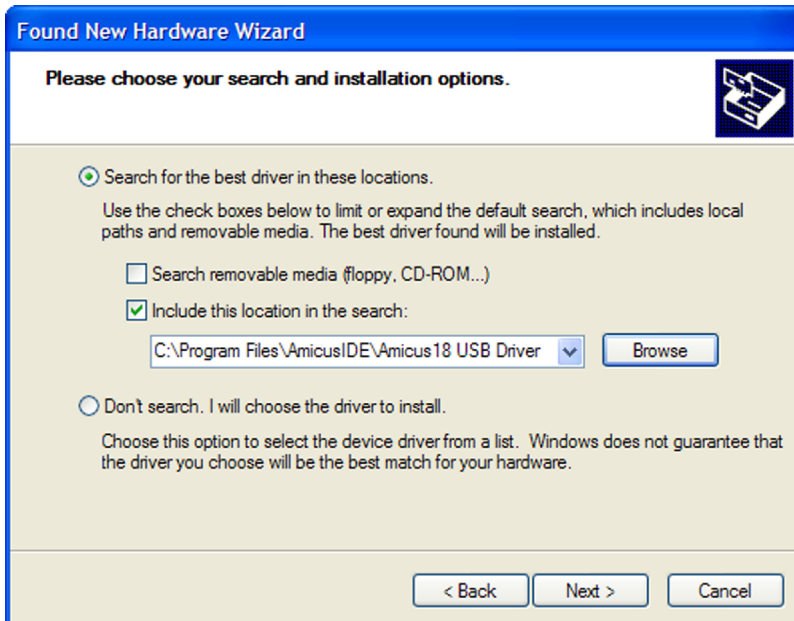 Found New Hardware Wizard
Please choose your search and installation options.
Search for the best driver in these locations.
Use the check boxes below to limit or expand the default search, which includes local
paths and removable media. The best driver found will be installed.
Search removable media (floppy, CD-ROM...)
Include this location in the search:
C:\Program Files\AmicusIDE\Amicus18 USB Driver
Browse
Don't search. I will choose the driver to install.
Choose this option to select the device driver from a list. Windows does not guarantee that
the driver you choose will be the best match for your hardware.
< Back Next > Cancel